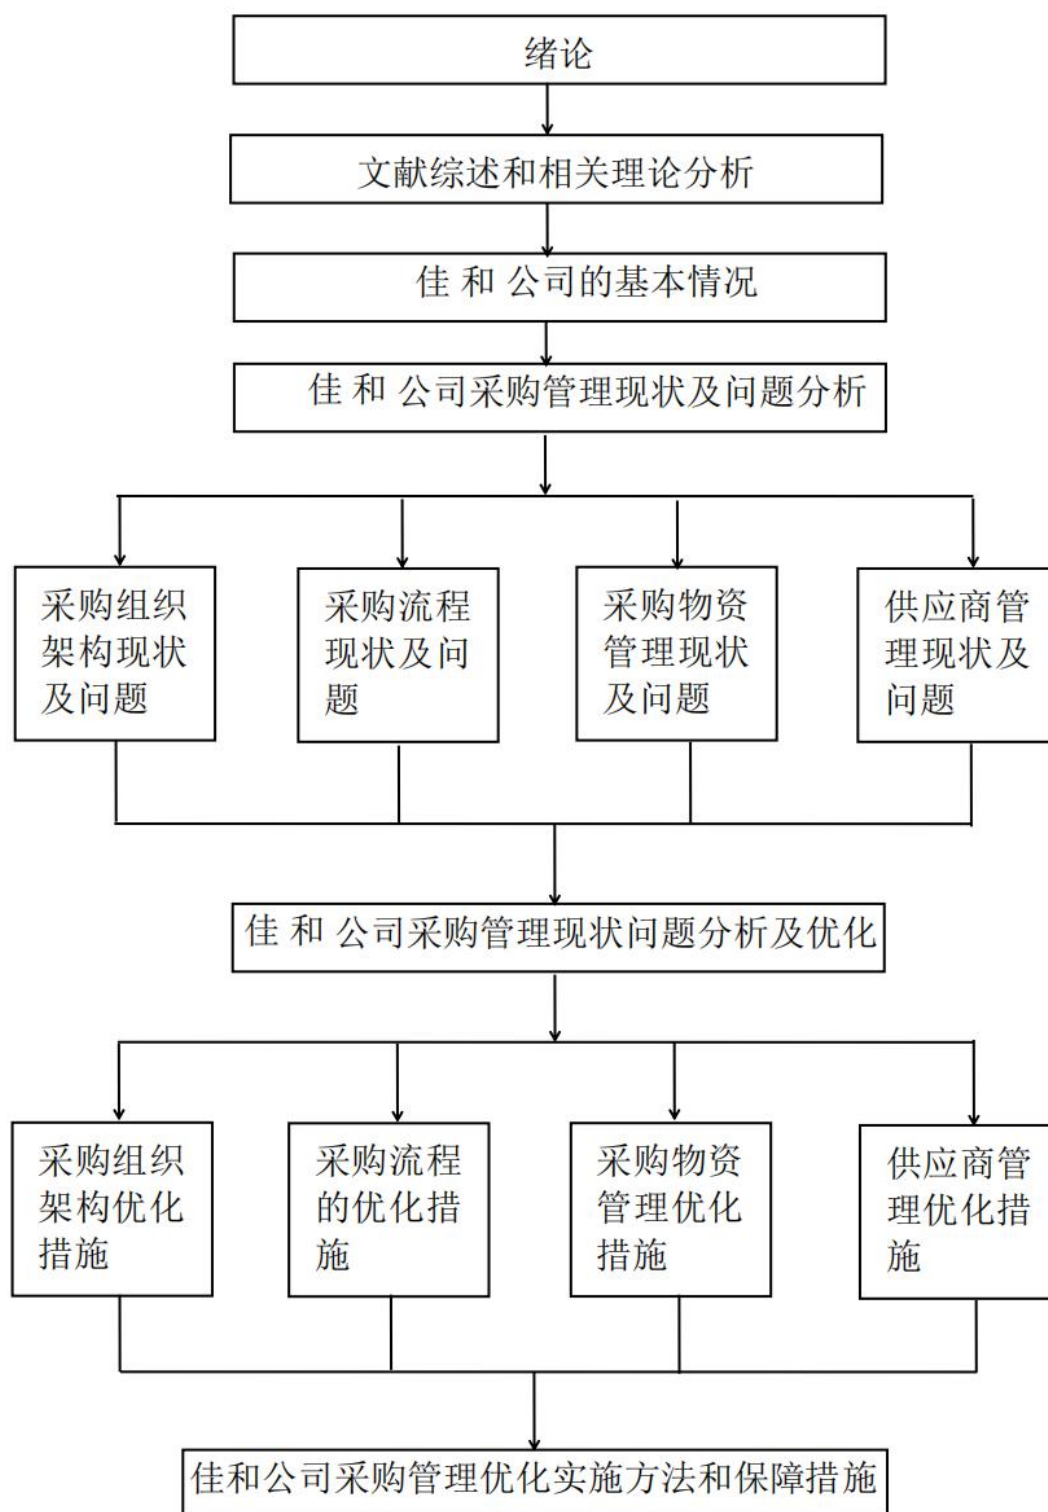 绪论
文献综述和相关理论分析
佳 和 公司的基本情况
佳 和 公司采购管理现状及问题分析
采购组织
架构现状
及问题
采购流程
现状及问
题
采购物资
管理现状
及问题
供应商管
理现状及
问题
佳 和 公司采购管理现状问题分析及优化
采购组织
架构优化
措施
采购流程
的优化措
施
采购物资
管理优化
措施
供应商管
理优化措
施
佳和公司采购管理优化实施方法和保障措施